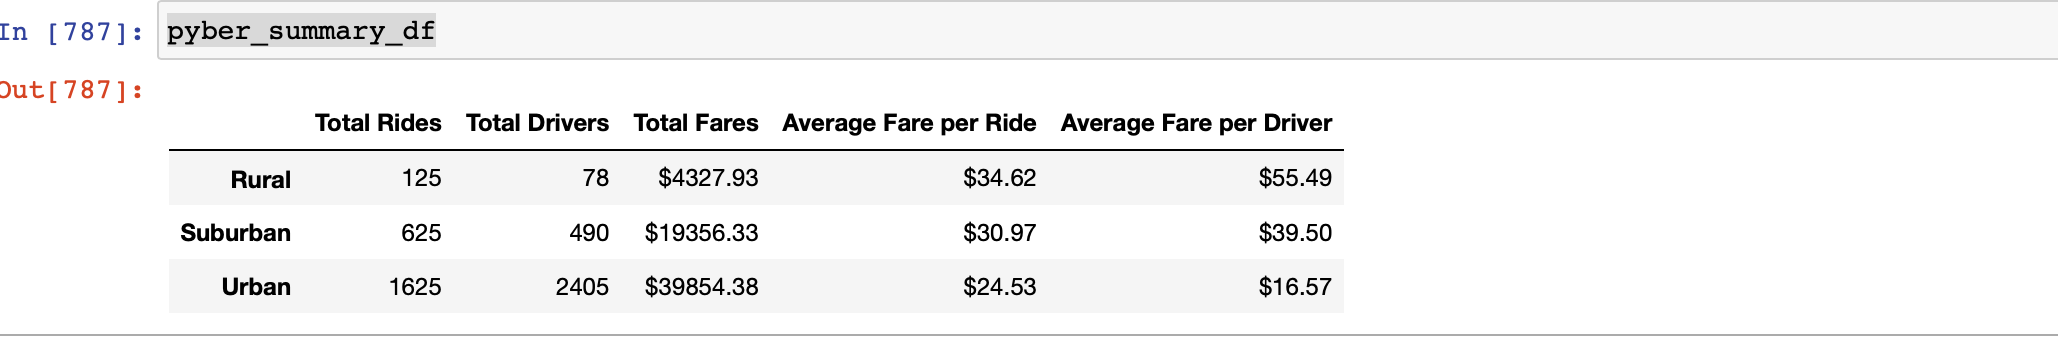 In [787]: pyber_summary_df
Out[787]:
Total Rides Total Drivers Total Fares Average Fare per Ride Average Fare per Driver
Rural 125 78 $4327.93 $34.62 $55.49
Suburban 625 490 $19356.33 $30.97 $39.50
Urban 1625 2405 $39854.38 $24.53 $16.57